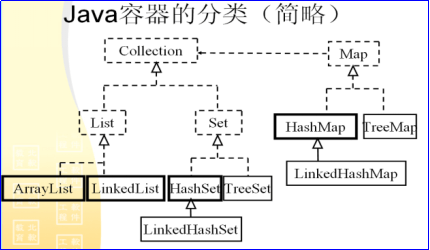 Java容器的分类（简略）
Collection
Map
List
Set
HashMap
TreeMap
ArrayList
LinkedList
HashSet
TreeSet
LinkedHashMap
LinkedHashSet